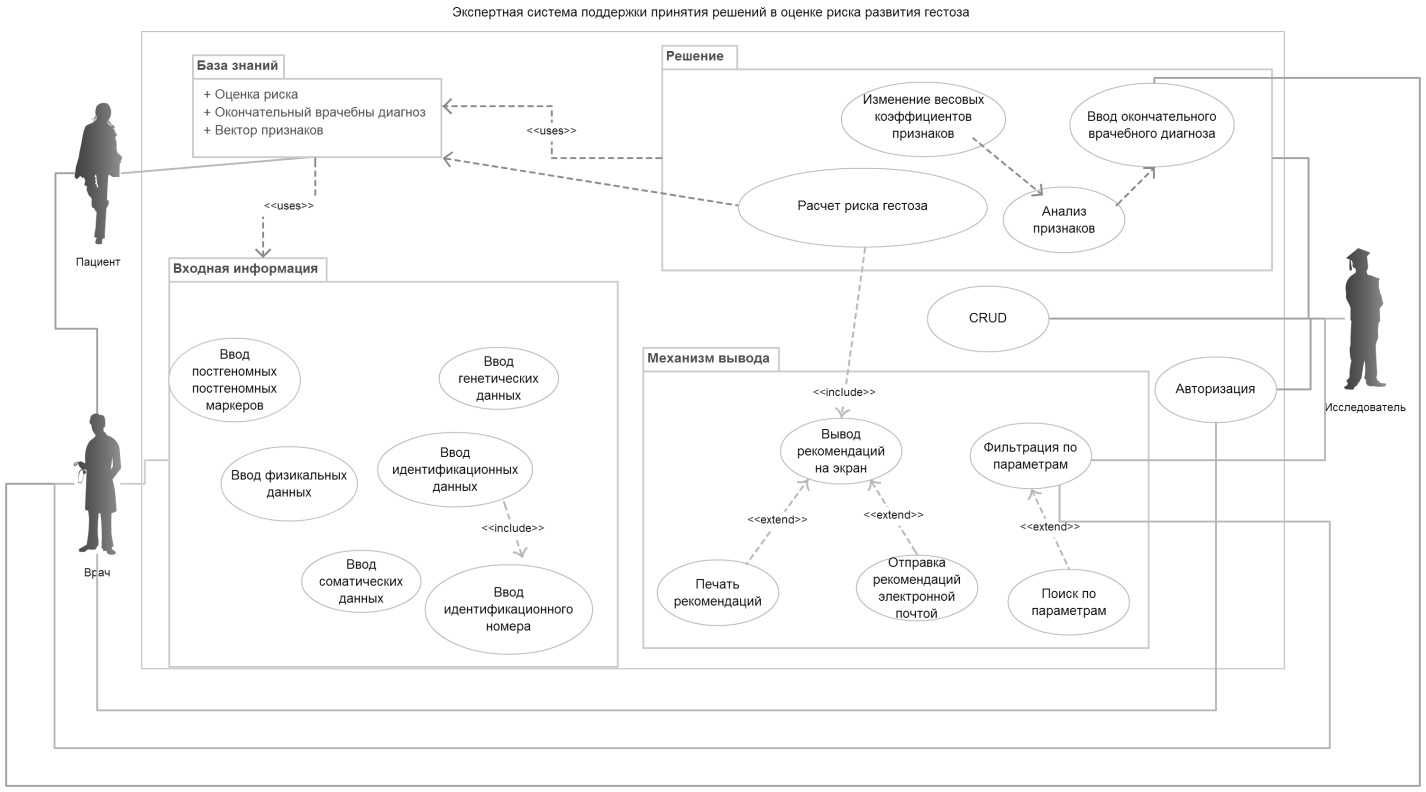 Экспертная система поддержки принятия решений в оценке риска развития гестоза
База знаний
+ Оценка риска
+ Окончательный врачебны диагноз
+ Вектор признаков
<<uses>>
<<uses>>
Решение
Изменение весовых
коэффициентов
признаков
Ввод окончательного
врачебного диагноза
Расчет риска гестоза
Анализ
признаков
Пациент
Входная информация
Ввод
постгеномных
постгеномных
маркеров
Ввод
генетических
данных
Ввод физикальных
данных
Ввод
идентификационных
данных
<<include>>
Ввод
соматических
данных
Ввод
идентификационного
номера
Врач
CRUD
Авторизация
Исследователь
Механизм вывода
<<include>>
Вывод
рекомендаций
на экран
Фильтрация по
параметрам
<<extend>>
<<extend>>
<<extend>>
Печать
рекомендаций
Отправка
рекомендаций
электронной
почтой
Поиск по
параметрам